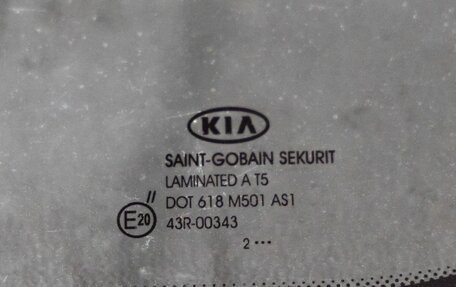 KIA
SAINT-GOBAIN SEKURIT
LAMINATED A T5
// DOT 618 M501 AS1
E20 43R-00343
2 •••